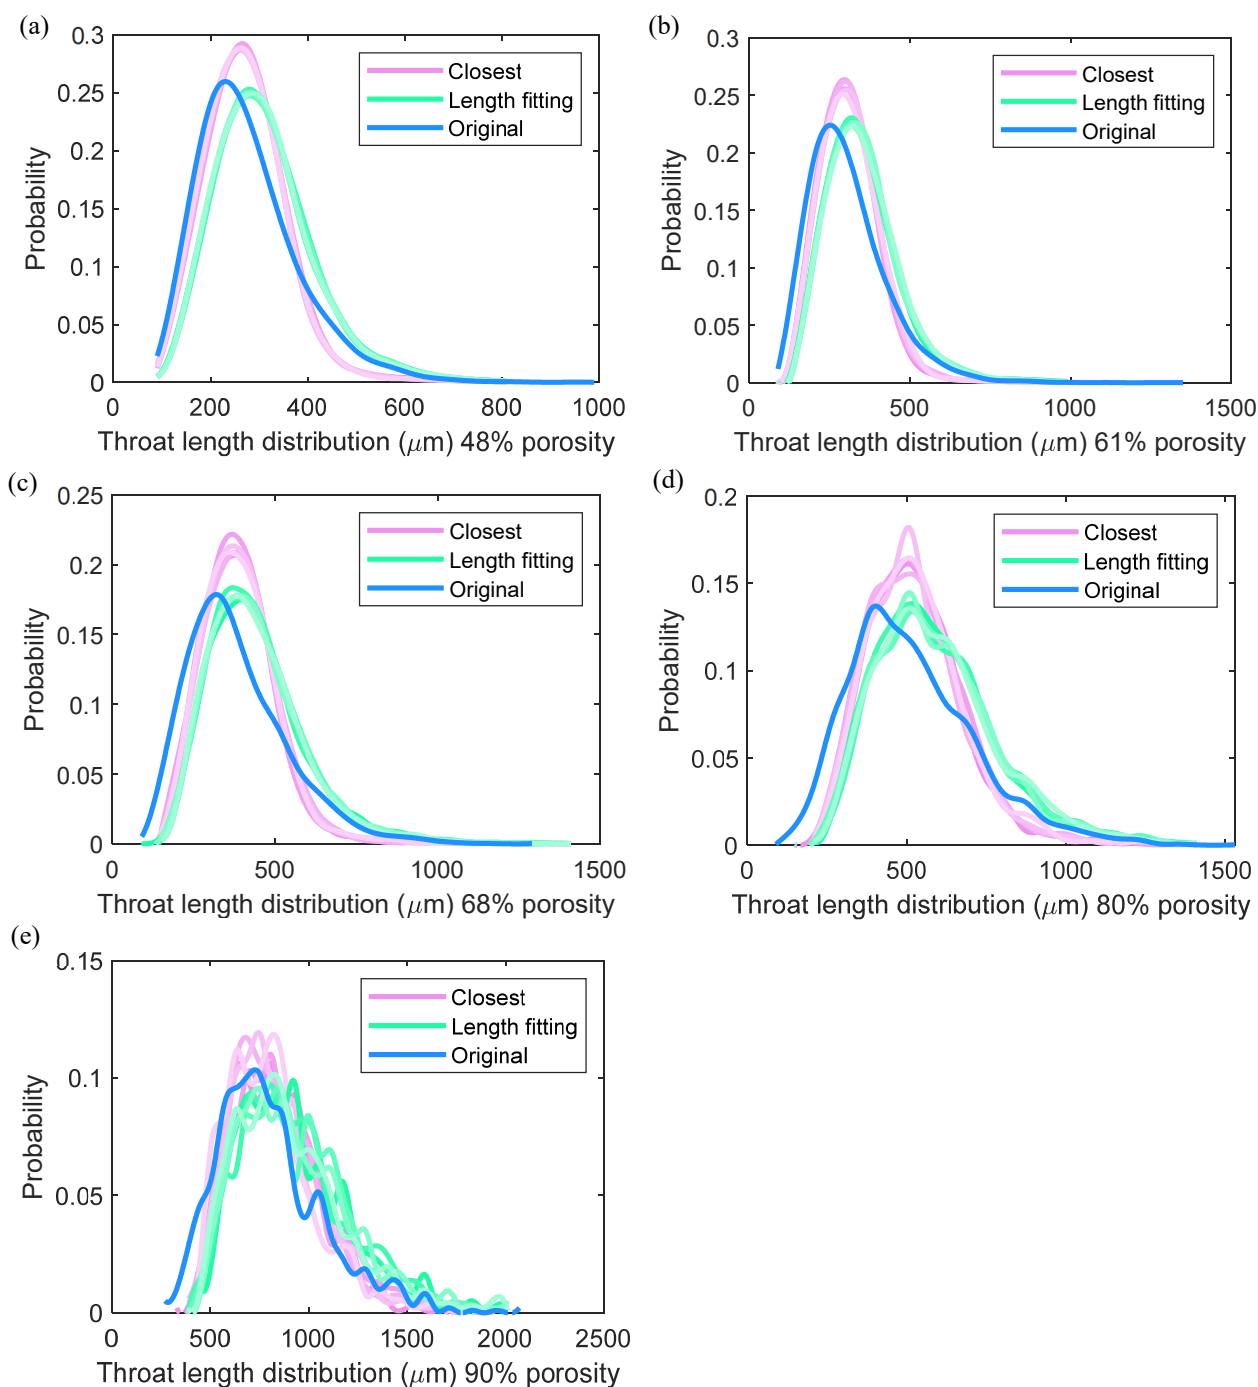 (a)
0.3
0.25
0.2
0.15
0.1
0.05
0
Probability
Closest
Length fitting
Original
0 200 400 600 800 1000
Throat length distribution (μm) 48% porosity
(b)
0.3
0.25
0.2
0.15
0.1
0.05
0
Probability
Closest
Length fitting
Original
0 500 1000 1500
Throat length distribution (μm) 61% porosity
(c)
0.25
0.2
0.15
0.1
0.05
0
Probability
Closest
Length fitting
Original
0 500 1000 1500
Throat length distribution (μm) 68% porosity
(d)
0.2
0.15
0.1
0.05
0
Probability
Closest
Length fitting
Original
0 500 1000 1500
Throat length distribution (μm) 80% porosity
(e)
0.15
0.1
0.05
0
Probability
Closest
Length fitting
Original
0 500 1000 1500 2000 2500
Throat length distribution (μm) 90% porosity